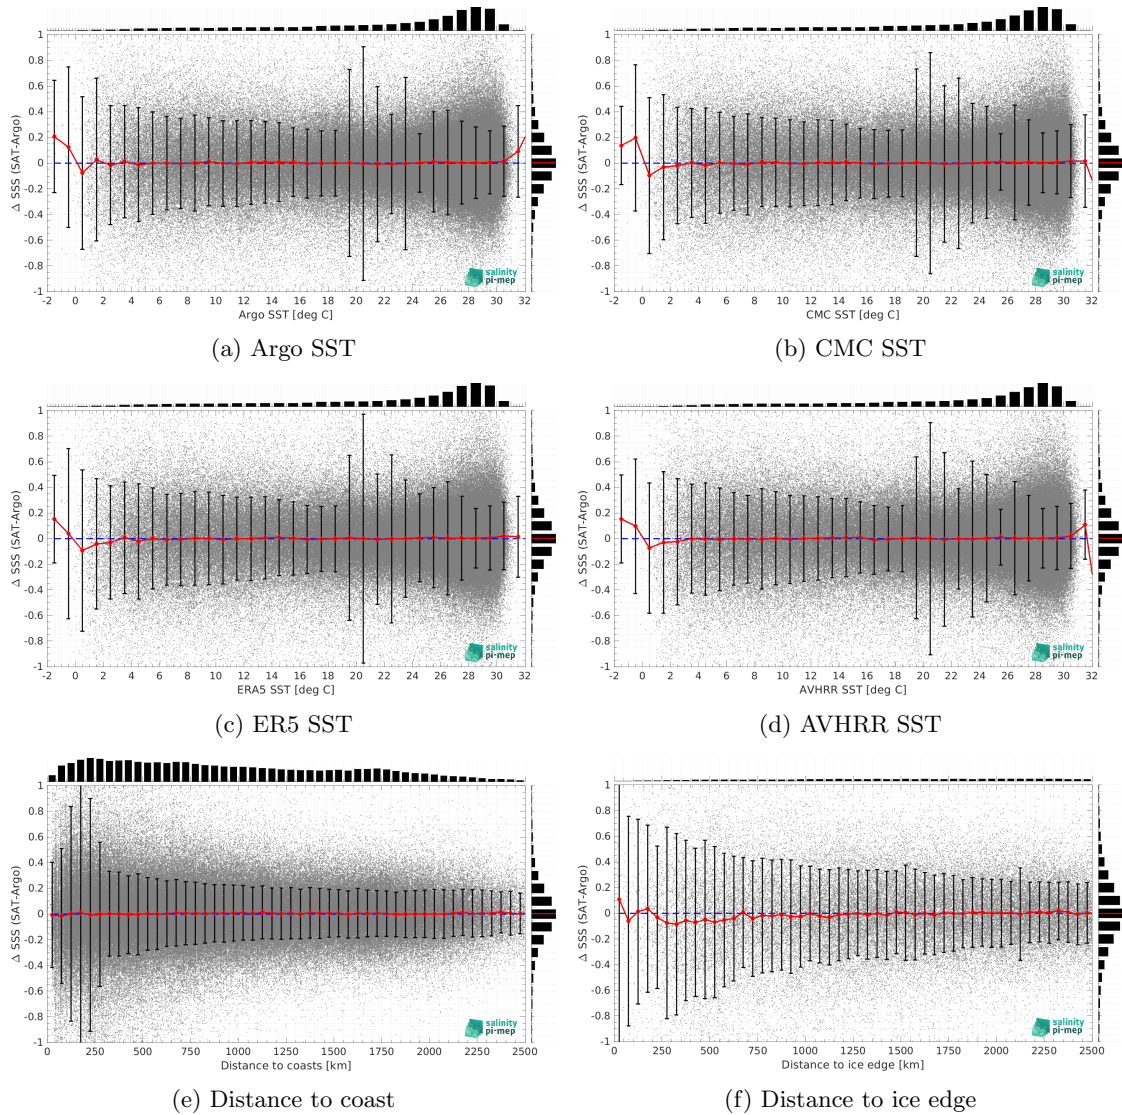 1
0.8
0.6
0.4
0.2
0
-0.2
-0.4
-0.6
-0.8
-1
Δ SSS (SAT-Argo)
-2 0 2 4 6 8 10 12 14 16 18 20 22 24 26 28 30 32
Argo SST [deg C]
salinity
pi-mep
(a) Argo SST
1
0.8
0.6
0.4
0.2
0
-0.2
-0.4
-0.6
-0.8
-1
Δ SSS (SAT-Argo)
-2 0 2 4 6 8 10 12 14 16 18 20 22 24 26 28 30 32
CMC SST [deg C]
salinity
pi-mep
(b) CMC SST
1
0.8
0.6
0.4
0.2
0
-0.2
-0.4
-0.6
-0.8
-1
Δ SSS (SAT-Argo)
-2 0 2 4 6 8 10 12 14 16 18 20 22 24 26 28 30 32
ERA5 SST [deg C]
salinity
pi-mep
(c) ER5 SST
1
0.8
0.6
0.4
0.2
0
-0.2
-0.4
-0.6
-0.8
-1
Δ SSS (SAT-Argo)
-2 0 2 4 6 8 10 12 14 16 18 20 22 24 26 28 30 32
AVHRR SST [deg C]
salinity
pi-mep
(d) AVHRR SST
1
0.8
0.6
0.4
0.2
0
-0.2
-0.4
-0.6
-0.8
-1
Δ SSS (SAT-Argo)
0 250 500 750 1000 1250 1500 1750 2000 2250 2500
Distance to coasts [km]
salinity
pi-mep
(e) Distance to coast
1
0.8
0.6
0.4
0.2
0
-0.2
-0.4
-0.6
-0.8
-1
Δ SSS (SAT-Argo)
0 250 500 750 1000 1250 1500 1750 2000 2250 2500
Distance to ice edge [km]
salinity
pi-mep
(f) Distance to ice edge